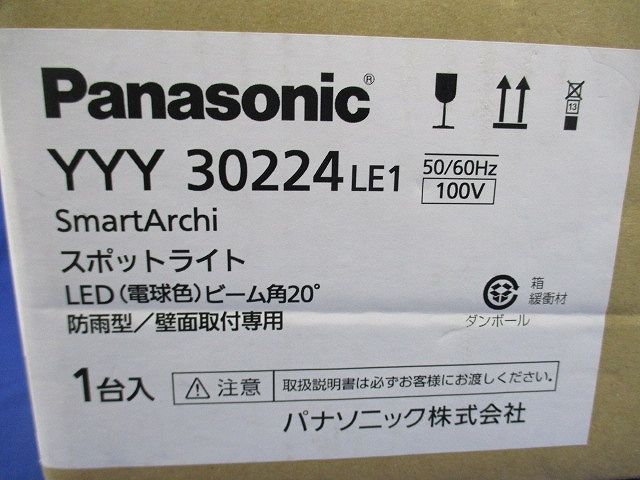 Panasonic®
13
YYY 30224LE1
50/60Hz
100V
SmartArchi
スポットライト
LED(電球色)ビーム角20°
防雨型/壁面取付専用
箱
緩衝材
ダンボール
1台入
⚠注意
取扱説明書は必ずお客様にお渡しください。
パナソニック株式会社